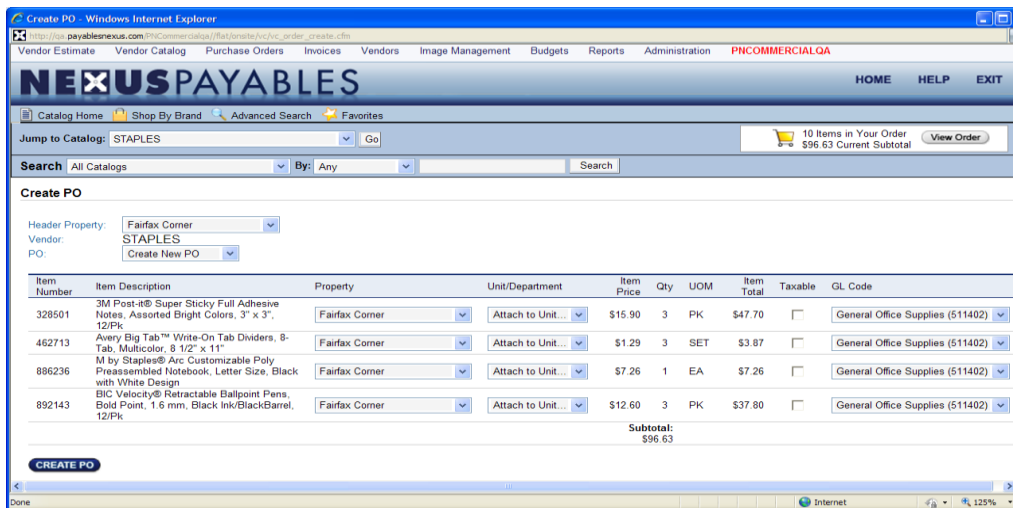 Create PO - Windows Internet Explorer
http://qa.payablesnexus.com/PNCommercialqa//flat/onsite/vc/vc_order_create.cfm
Vendor Estimate Vendor Catalog Purchase Orders Invoices Vendors Image Management Budgets Reports Administration PNCOMMERCIALQA
NEXUSPAYABLES HOME HELP EXIT
Catalog Home Shop By Brand Advanced Search Favorites
Jump to Catalog: STAPLES Go
10 Items in Your Order
$96.63 Current Subtotal
View Order
Search All Catalogs By: Any Search
Create PO
Header Property: Fairfax Corner
Vendor: STAPLES
PO: Create New PO
Item Number Item Description Property Unit/Department Item Price Qty UOM Item Total Taxable GL Code
3M Post-it® Super Sticky Full Adhesive
328501 Notes, Assorted Bright Colors, 3" x 3", Fairfax Corner Attach to Unit... $15.90 3 PK $47.70 General Office Supplies (511402)
12/Pk
462713 Avery Big Tab™ Write-On Tab Dividers, 8- Fairfax Corner Attach to Unit... $1.29 3 SET $3.87 General Office Supplies (511402)
Tab, Multicolor, 8 1/2" x 11"
M by Staples® Arc Customizable Poly
886236 Preassembled Notebook, Letter Size, Black Fairfax Corner Attach to Unit... $7.26 1 EA $7.26 General Office Supplies (511402)
with White Design
BIC Velocity® Retractable Ballpoint Pens,
892143 Bold Point, 1.6 mm, Black Ink/BlackBarrel, Fairfax Corner Attach to Unit... $12.60 3 PK $37.80 General Office Supplies (511402)
12/Pk
Subtotal:
$96.63
CREATE PO
Done Internet 125%